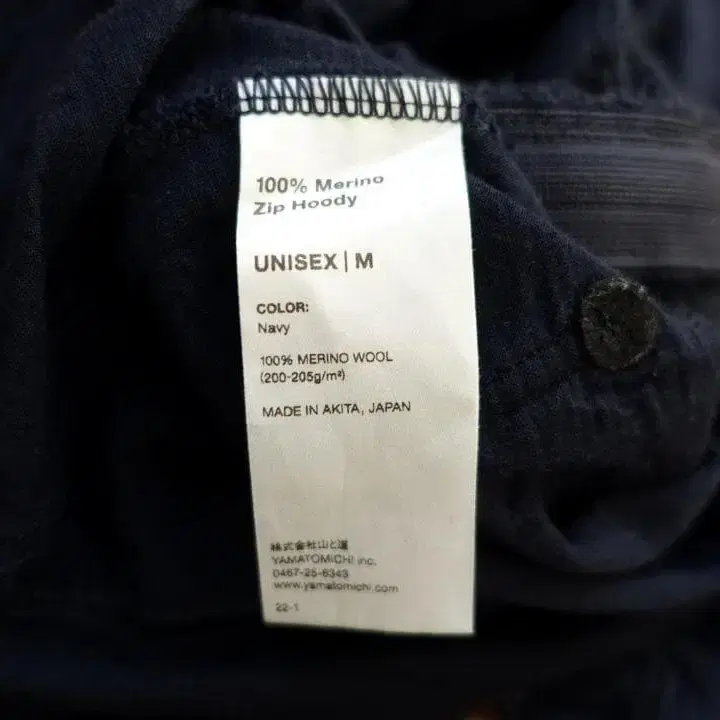 100% Merino
Zip Hoody
UNISEX | M
COLOR:
Navy
100% MERINO WOOL
(200-205g/m²)
MADE IN AKITA, JAPAN
株式会社山と道
YAMATOMICHI inc.
0467-25-6343
www.yamatomichi.com
22-1